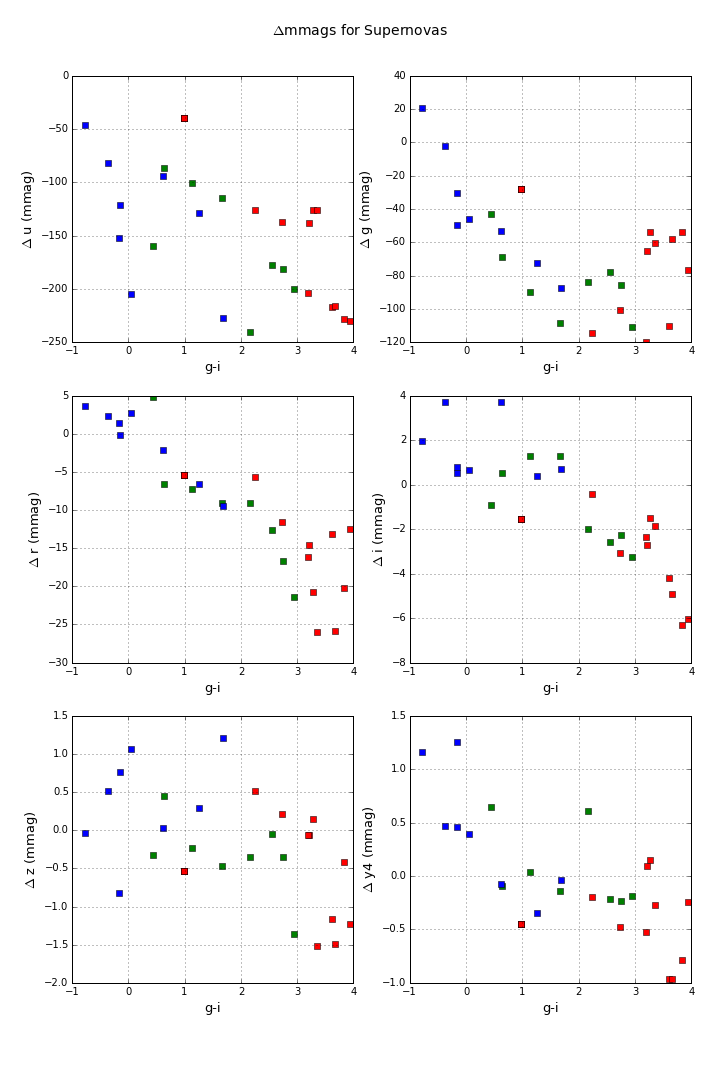 Δmmags for Supernovas
0
−50
−100
−150
−200
−250
Δ u (mmag)
−1 0 1 2 3 4
g-i
40
20
0
−20
−40
−60
−80
−100
−120
Δ g (mmag)
−1 0 1 2 3 4
g-i
5
0
−5
−10
−15
−20
−25
−30
Δ r (mmag)
−1 0 1 2 3 4
g-i
4
2
0
−2
−4
−6
−8
Δ i (mmag)
−1 0 1 2 3 4
g-i
1.5
1.0
0.5
0.0
−0.5
−1.0
−1.5
−2.0
Δ z (mmag)
−1 0 1 2 3 4
g-i
1.5
1.0
0.5
0.0
−0.5
−1.0
Δ y4 (mmag)
−1 0 1 2 3 4
g-i